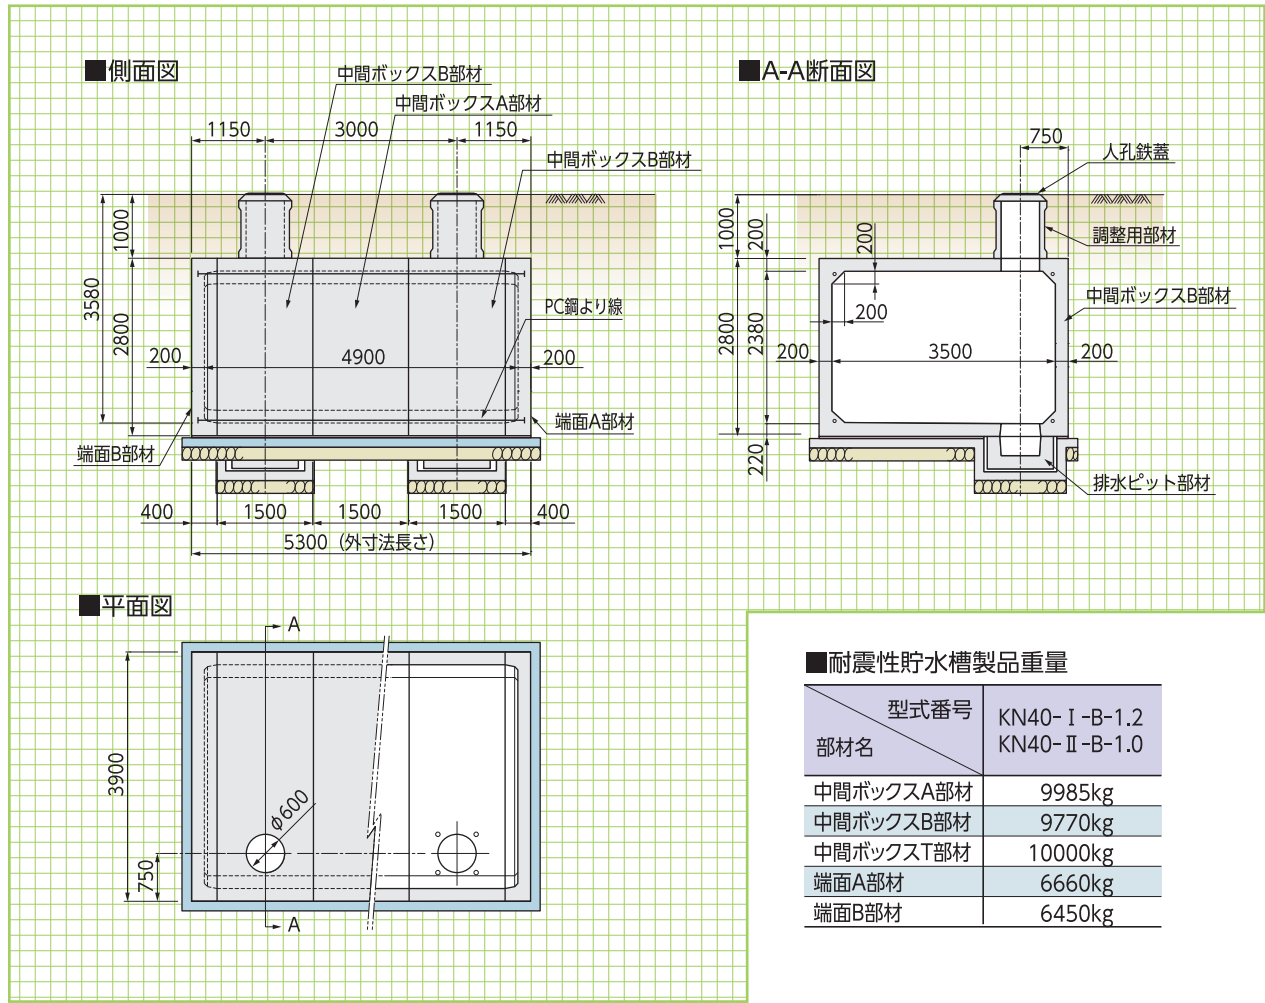 ■側面図
中間ボックスB部材
中間ボックスA部材
1150 3000 1150
中間ボックスB部材
1000
3580
2800
PC鋼より線
200 4900 200
端面A部材
端面B部材
400 1500 1500 1500 400
5300（外寸法長さ）
■A-A断面図
750
人孔鉄蓋
1000 200 200
調整用部材
中間ボックスB部材
200
2800 2380
200 3500 200
220
排水ピット部材
■平面図
A
3900
φ600
750
A
■耐震性貯水槽製品重量
型式番号
部材名
KN40-Ⅰ-B-1.2
KN40-Ⅱ-B-1.0
中間ボックスA部材 9985kg
中間ボックスB部材 9770kg
中間ボックスT部材 10000kg
端面A部材 6660kg
端面B部材 6450kg